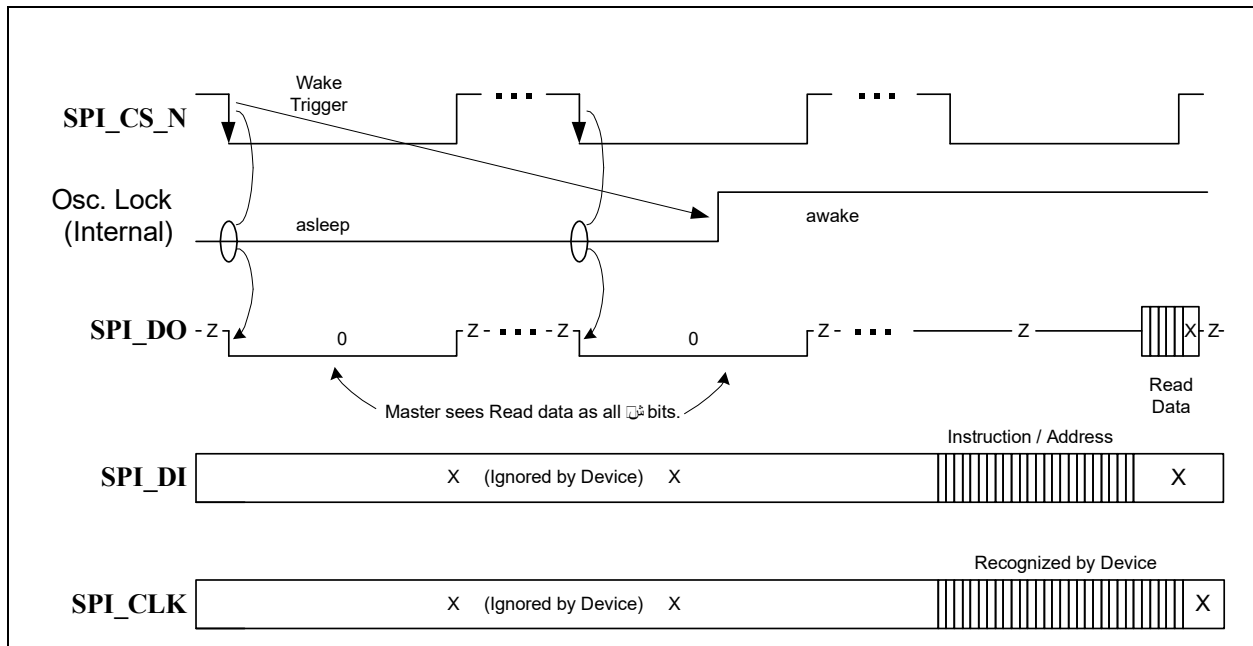 Wake
Trigger
SPI_CS_N
Osc. Lock
(Internal)
asleep
awake
SPI_DO
- Z
0
Z -
- Z
0
Z -
Z
X
- Z-
Master sees Read data as all bits.
Read
Data
Instruction / Address
SPI_DI
X (Ignored by Device) X
X
Recognized by Device
SPI_CLK
X (Ignored by Device) X
X